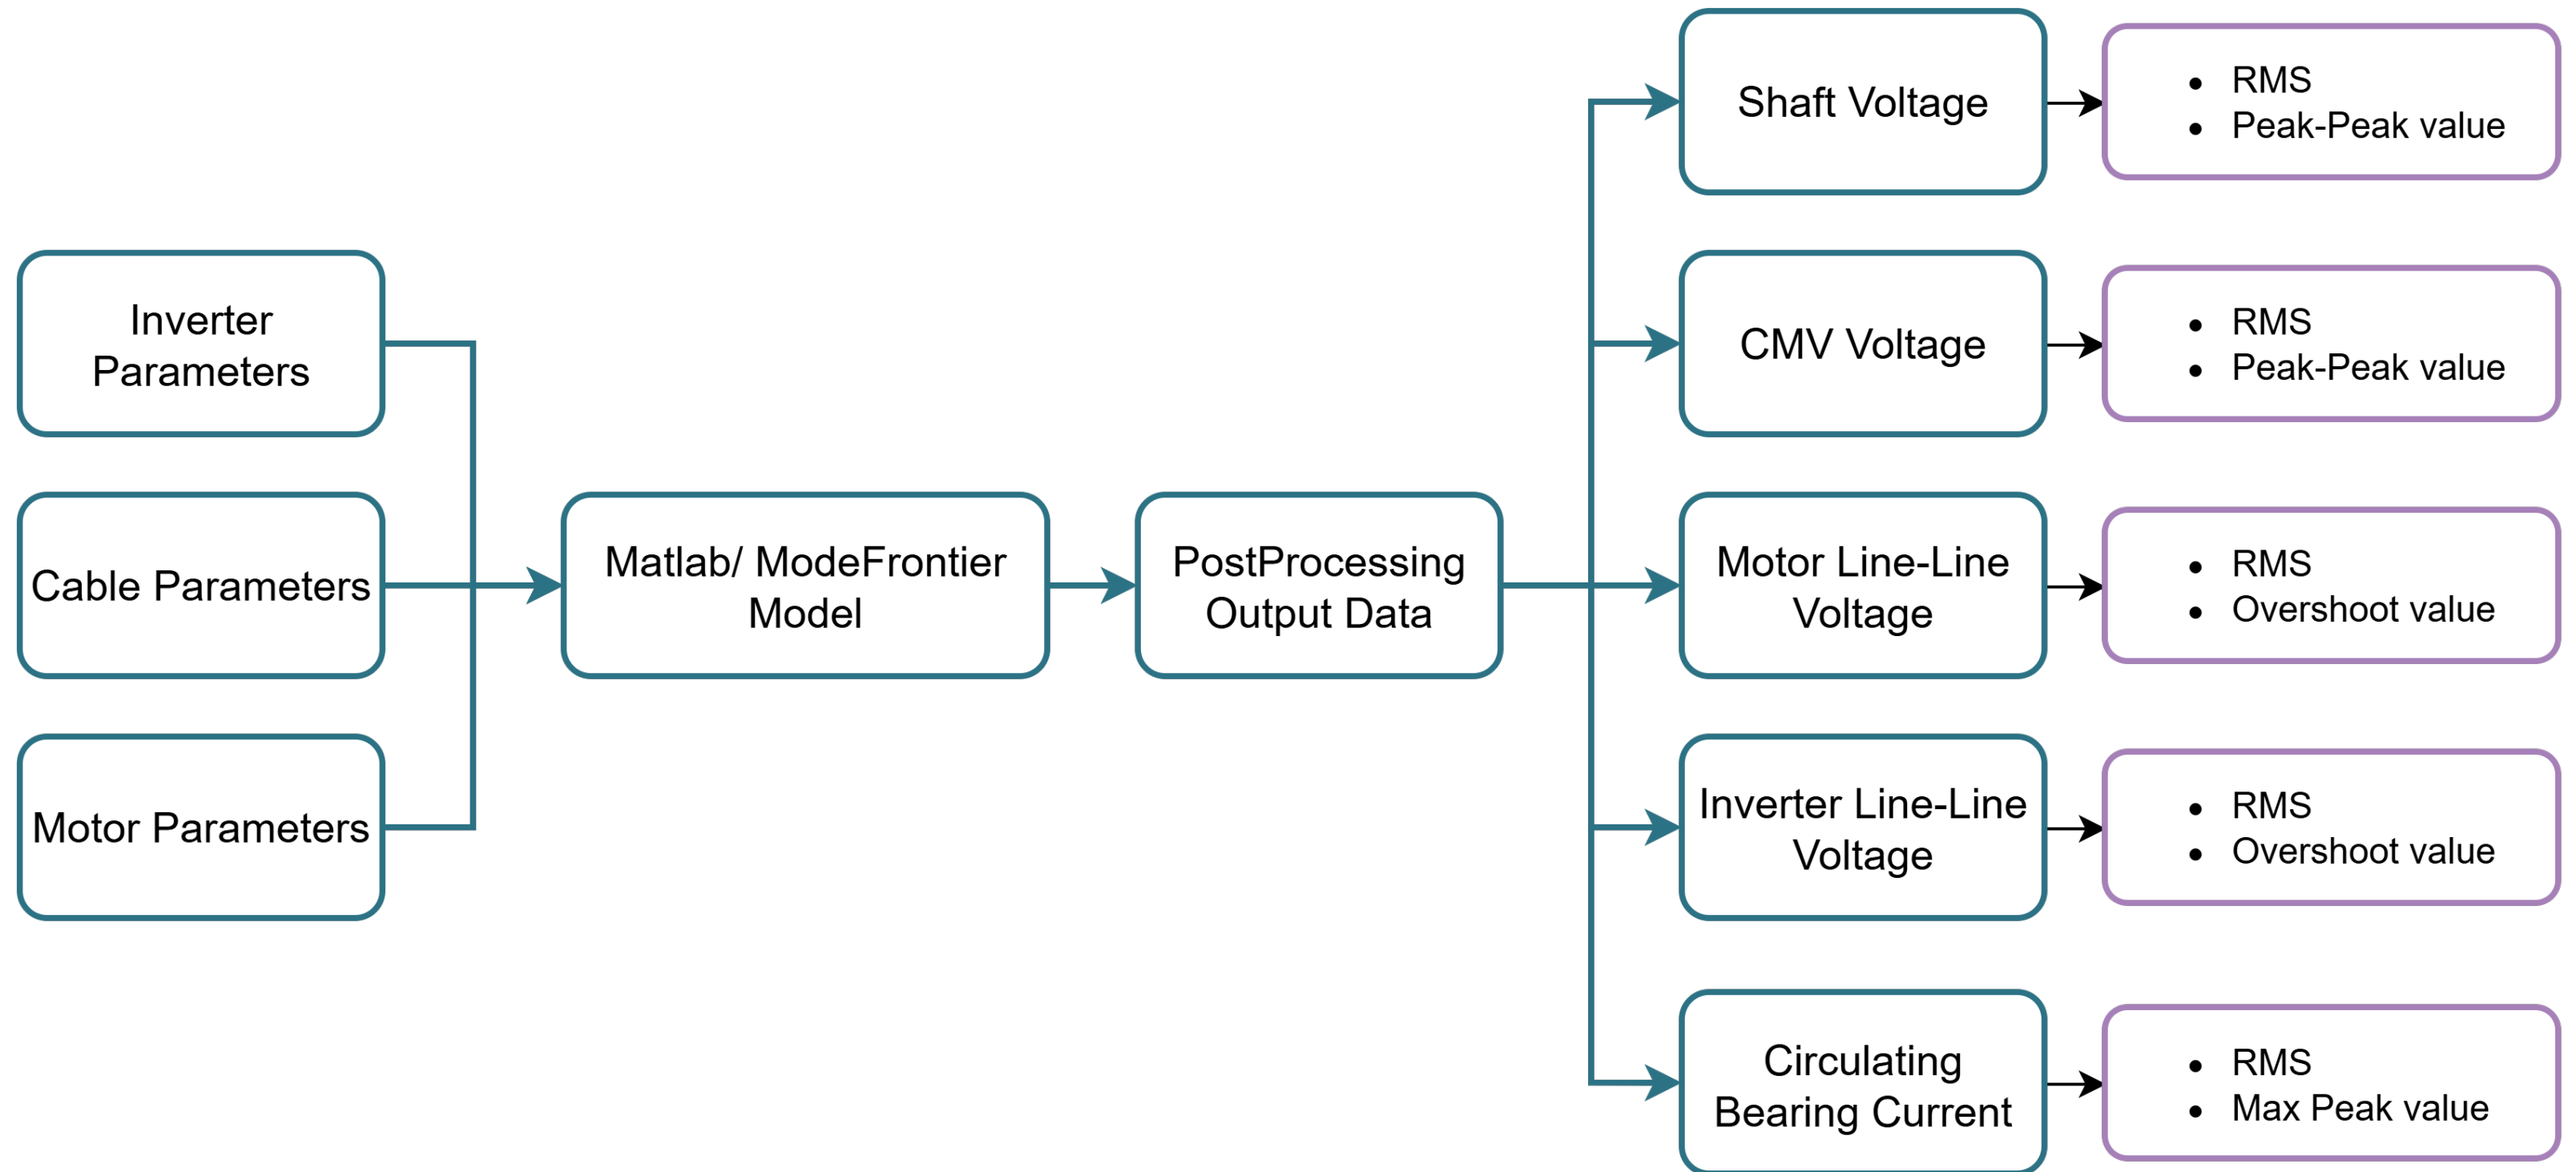 Inverter
Parameters
Cable Parameters
Motor Parameters
Matlab/ ModeFrontier
Model
PostProcessing
Output Data
Shaft Voltage
• RMS
• Peak-Peak value
CMV Voltage
• RMS
• Peak-Peak value
Motor Line-Line
Voltage
• RMS
• Overshoot value
Inverter Line-Line
Voltage
• RMS
• Overshoot value
Circulating
Bearing Current
• RMS
• Max Peak value